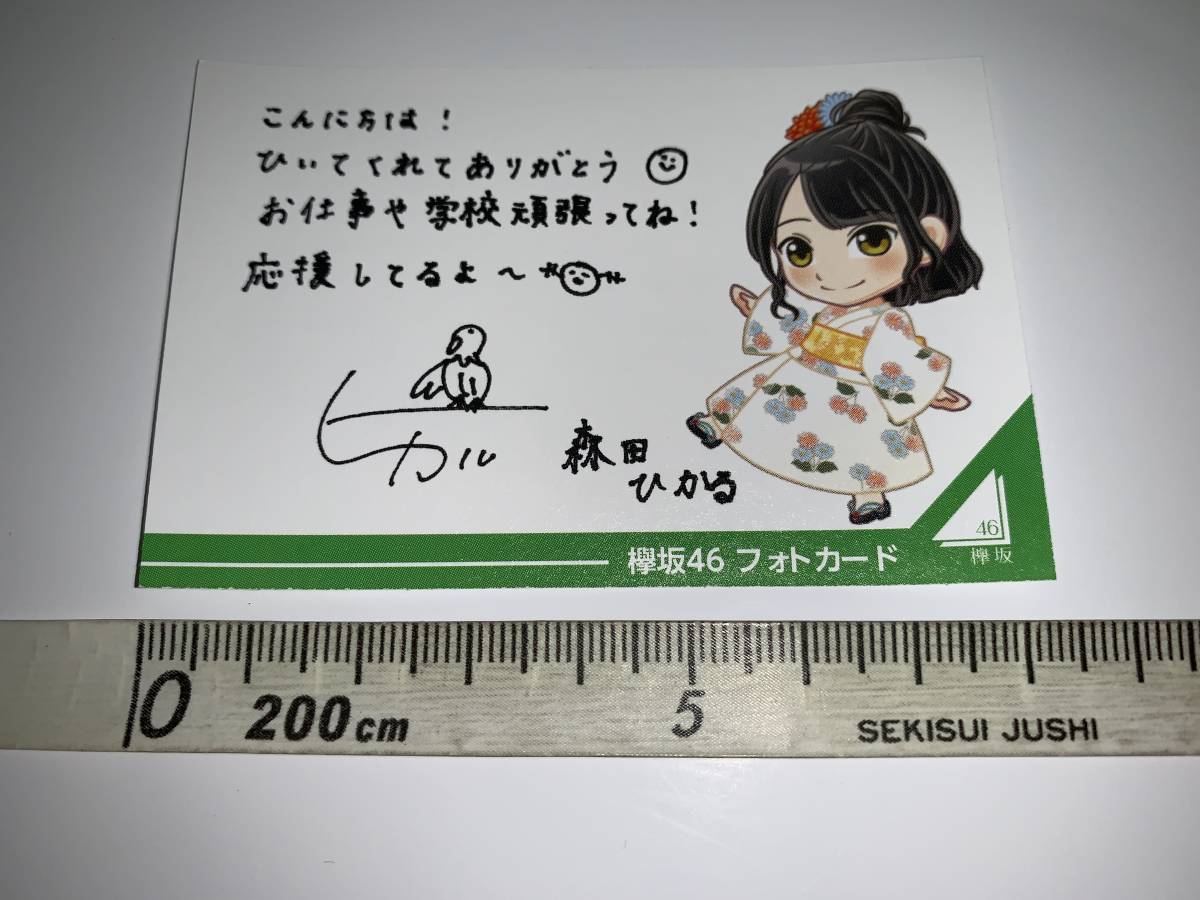 こんに方は!
ひいてくれてありがとう
お仕事や学校頑張ってね!
応援してるよ〜
ヒカル
森田
ひかる
46
欅坂
欅坂46 フォトカード
0 200cm 5 SEKISUI JUSHI